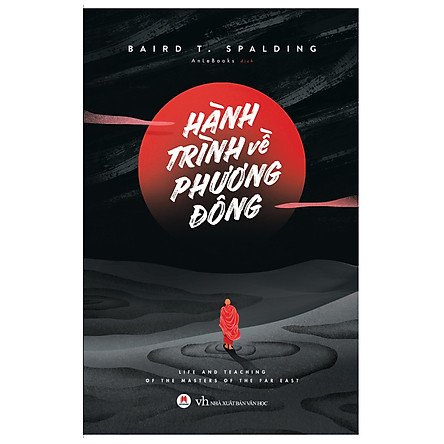 BAIRD T. SPALDING
AnLeBooks dịch
HÀNH
TRÌNH VỀ
PHƯƠNG
ĐÔNG
LIFE AND TEACHING
OF THE MASTERS OF THE FAR EAST
vh NHÀ XUẤT BẢN VĂN HỌC